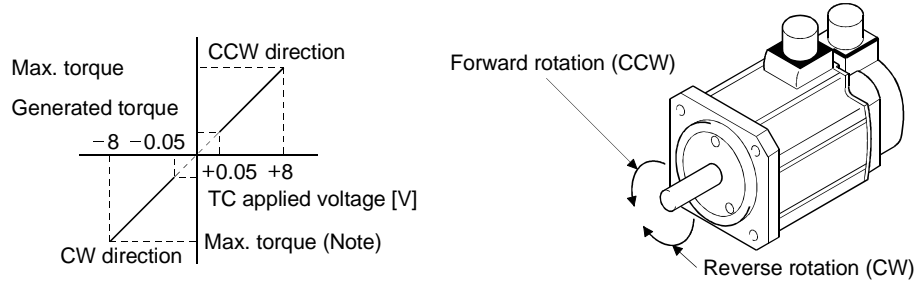 CCW direction
Max. torque
Generated torque
−8 −0.05
+0.05 +8
TC applied voltage [V]
Max. torque (Note)
CW direction
Forward rotation (CCW)
Reverse rotation (CW)